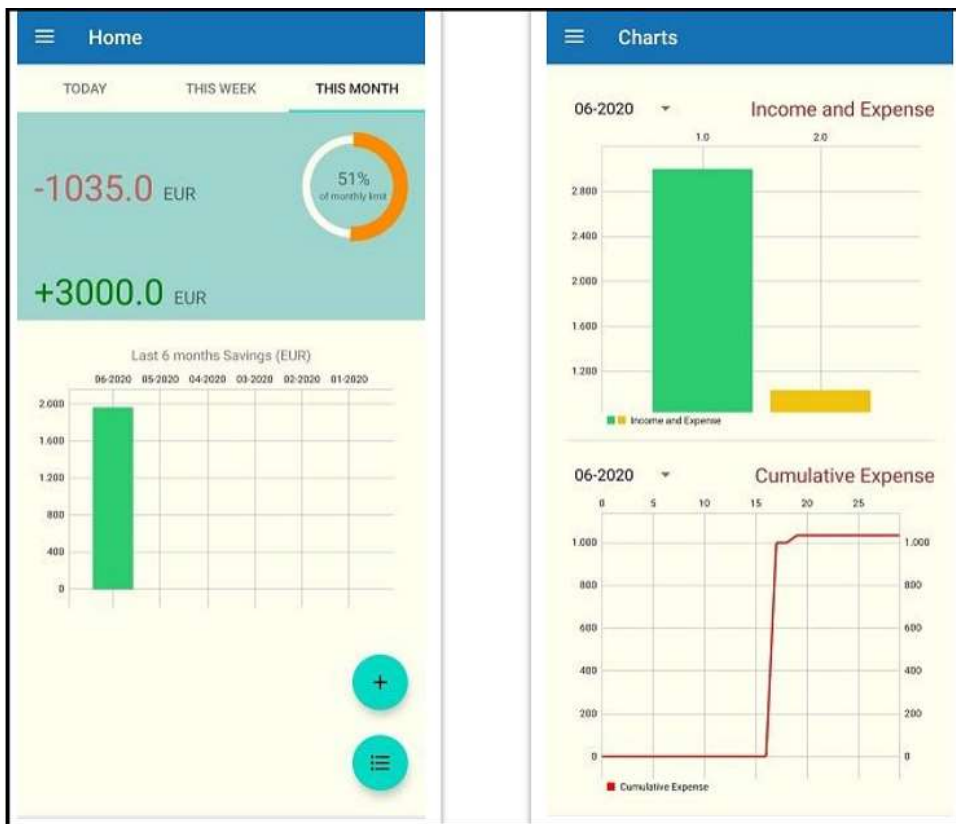 Home
TODAY THIS WEEK THIS MONTH
-1035.0 EUR
51%
of monthly limit
+3000.0 EUR
Last 6 months Savings (EUR)
06-2020 05-2020 04-2020 03-2020 02-2020 01-2020
2.000
1.600
1.200
800
400
0
+
Charts
06-2020 Income and Expense
1.0 2.0
2.800
2.400
2.000
1.600
1.200
Income and Expense
06-2020 Cumulative Expense
0 5 10 15 20 25
1.000 1.000
800 800
600 600
400 400
200 200
0 0
Cumulative Expense